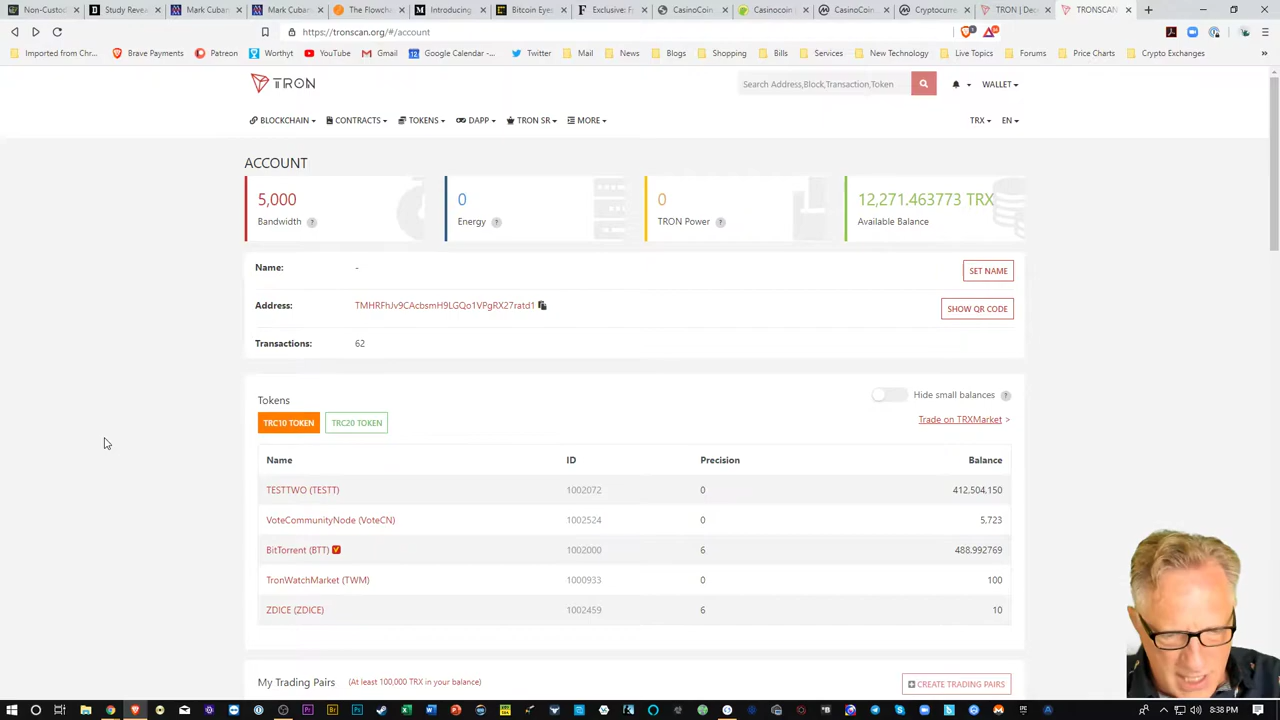 Non-Custod
Study Reve
Mark Cuba
Mark Cuba
The Flowch
Introducing
Bitcoin Eyes
Exclusive: F
CasinoCoin
Casinocoin
CasinoCoin
Cryptocurre
TRON | Dec
TRONSCAN
https://tronscan.org/#/account
Imported from Chro...
Brave Payments
Patreon
Workflowy
YouTube
Gmail
Google Calendar -...
Twitter
Mail
News
Blogs
Shopping
Bills
Services
New Technology
Live Topics
Forums
Price Charts
Crypto Exchanges
TRON
Search Address,Block,Transaction,Token
WALLET
BLOCKCHAIN
CONTRACTS
TOKENS
DAPP
TRON SR
MORE
TRX
EN
ACCOUNT
5,000
Bandwidth ?
0
Energy ?
0
TRON Power ?
12,271.463773 TRX
Available Balance
Name: -
SET NAME
Address: TMHRFhJv9CAcbsmH9LGQo1VPgRX27ratd1
SHOW QR CODE
Transactions: 62
Tokens
Hide small balances ?
TRC10 TOKEN TRC20 TOKEN
Trade on TRXMarket >
Name ID Precision Balance
TESTTWO (TESTT) 1002072 0 412,504,150
VoteCommunityNode (VoteCN) 1002524 0 5,723
BitTorrent (BTT) 1002000 6 488.992769
TronWatchMarket (TWM) 1000933 0 100
ZDICE (ZDICE) 1002459 6 10
My Trading Pairs (At least 100,000 TRX in your balance)
CREATE TRADING PAIRS
8:38 PM